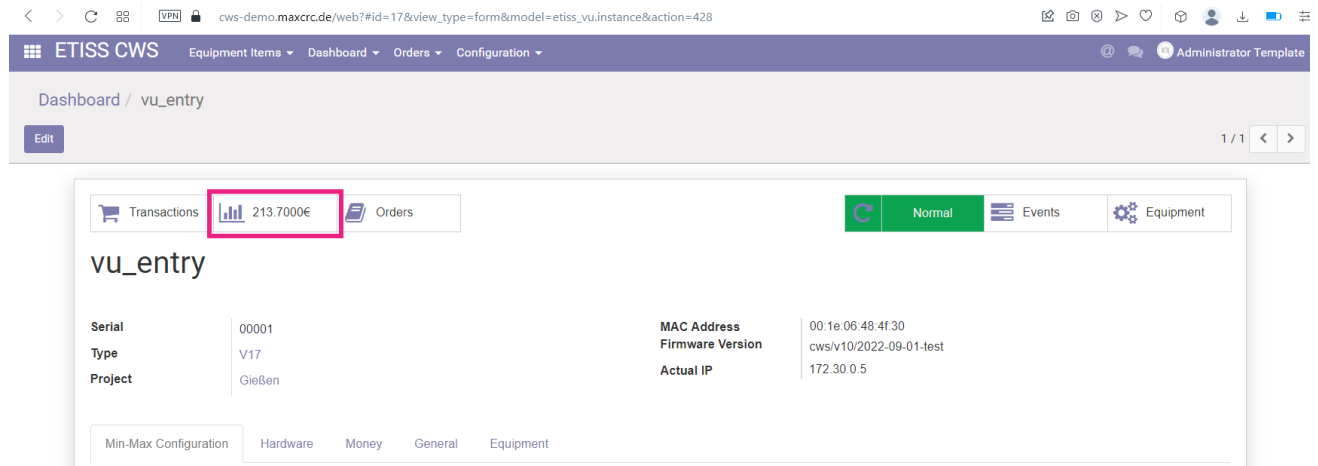 VPN cws-demo.maxcrc.de/web?#id=17&view_type=form&model=etiss_vu.instance&action=428
ETISS CWS Equipment Items Dashboard Orders Configuration @ Administrator Template
Dashboard / vu_entry
Edit 1 / 1
Transactions 213.7000€ Orders Normal Events Equipment
vu_entry
Serial 00001 MAC Address 00:1e:06:48:4f:30
Type V17 Firmware Version cws/v10/2022-09-01-test
Project Gießen Actual IP 172.30.0.5
Min-Max Configuration Hardware Money General Equipment